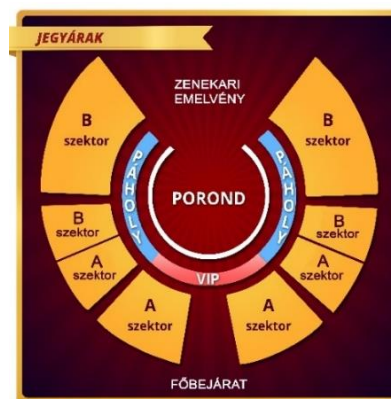 JEGYÁRAK
ZENEKARI
EMELVÉNY
B
szektor
B
szektor
PÁHOLY
POROND
PÁHOLY
B
szektor
B
szektor
A
szektor
A
szektor
VIP
A
szektor
A
szektor
FŐBEJÁRAT